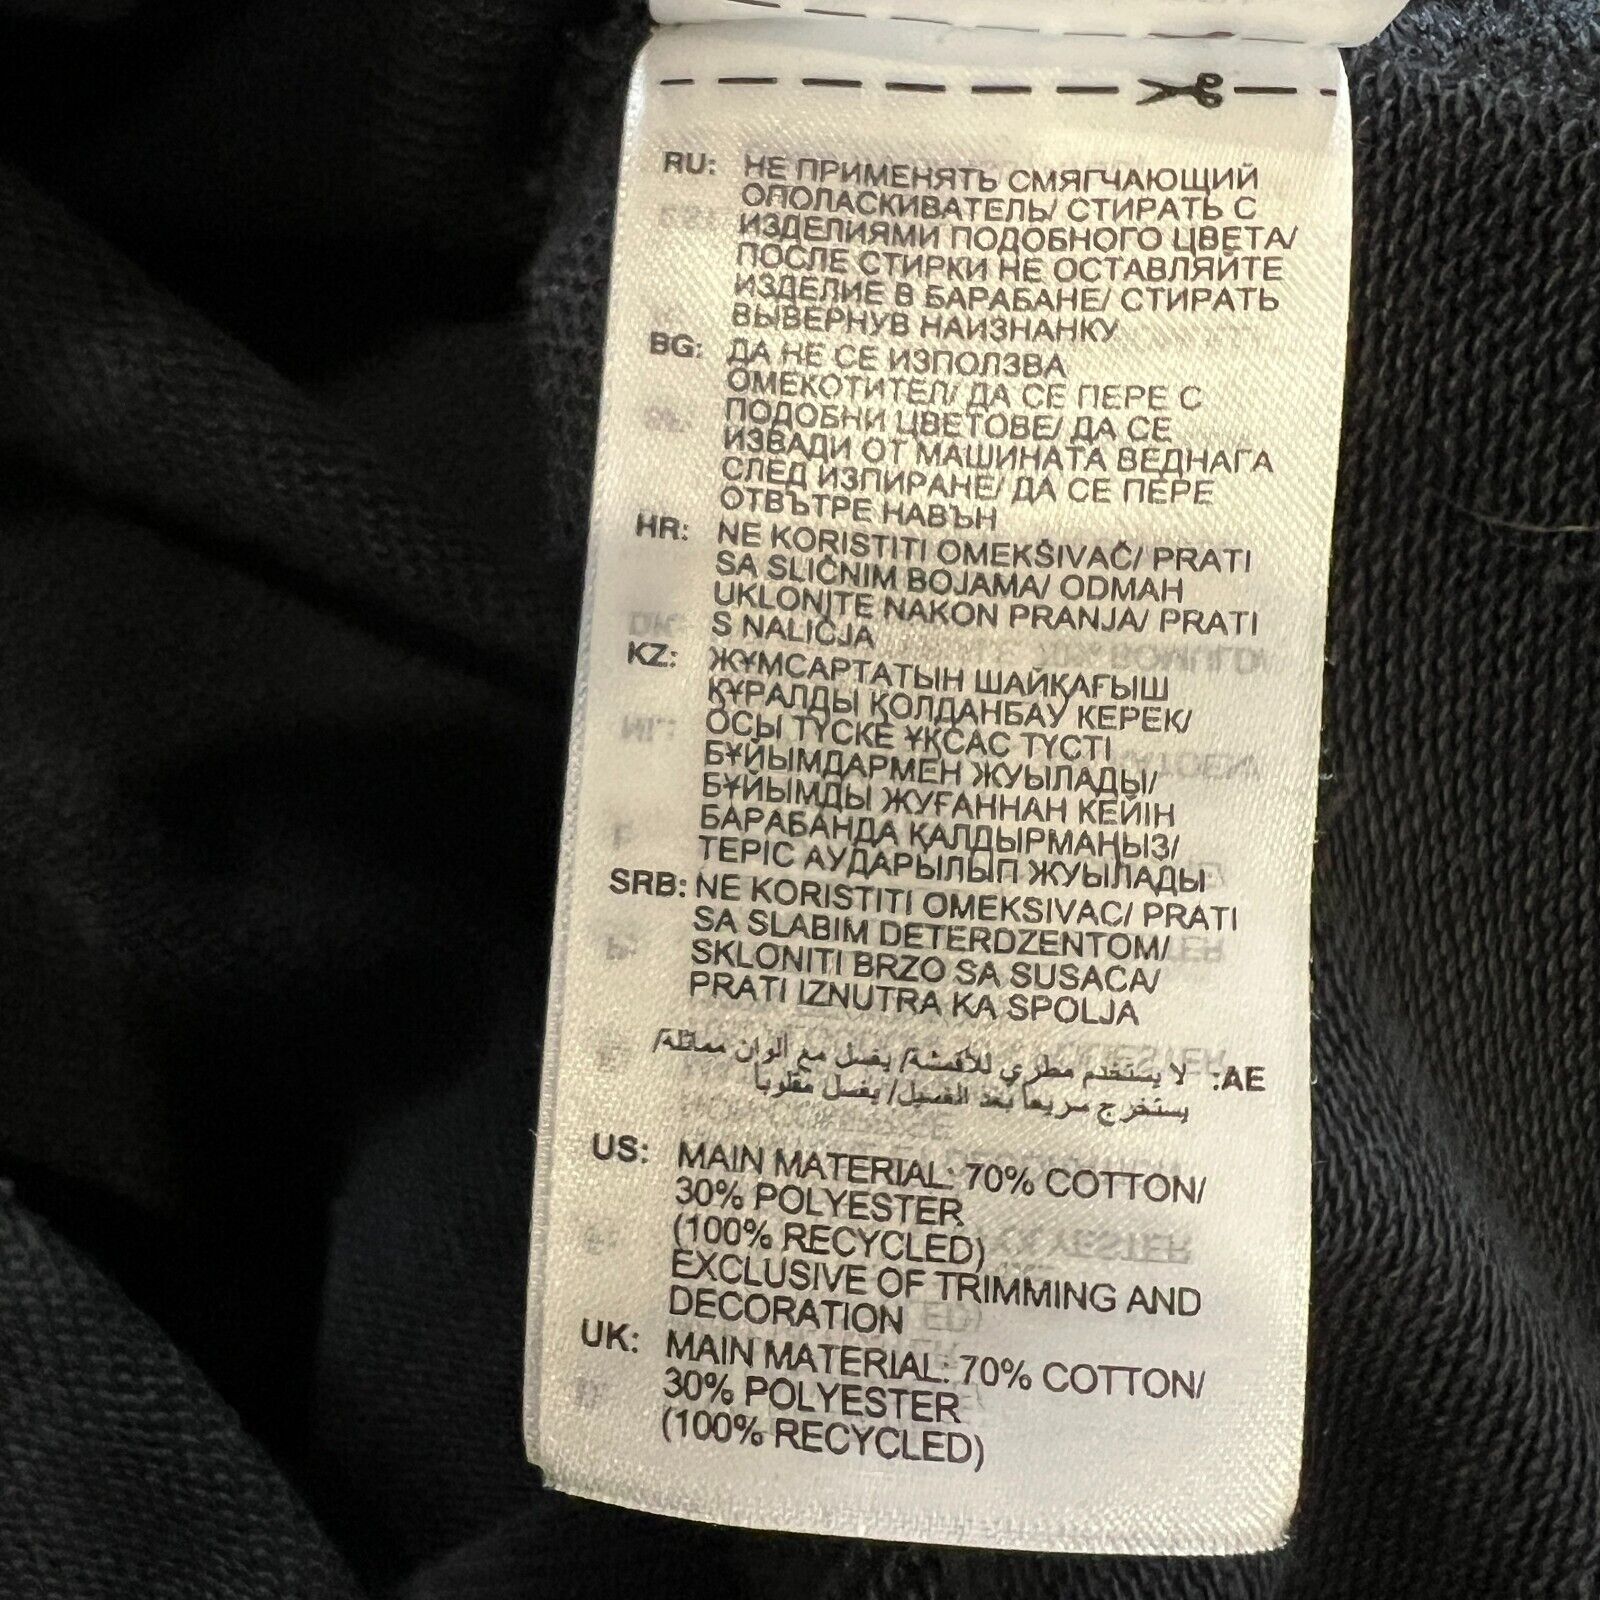 RU: НЕ ПРИМЕНЯТЬ СМЯГЧАЮЩИЙ
ОПОЛАСКИВАТЕЛЬ/ СТИРАТЬ С
ИЗДЕЛИЯМИ ПОДОБНОГО ЦВЕТА/
ПОСЛЕ СТИРКИ НЕ ОСТАВЛЯЙТЕ
ИЗДЕЛИЕ В БАРАБАНЕ/ СТИРАТЬ
ВЫВЕРНУВ НАИЗНАНКУ
BG: ДА НЕ СЕ ИЗПОЛЗВА
ОМЕКОТИТЕЛ/ ДА СЕ ПЕРЕ С
ПОДОБНИ ЦВЕТОВЕ/ ДА СЕ
ИЗВАДИ ОТ МАШИНАТА ВЕДНАГА
СЛЕД ИЗПИРАНЕ/ ДА СЕ ПЕРЕ
ОТВЪТРЕ НАВЪН
HR: NE KORISTITI OMEKŠIVAČ/ PRATI
SA SLIČNIM BOJAMA/ ODMAH
UKLONITE NAKON PRANJA/ PRATI
S NALIČJA
KZ: ЖҰМСАРТАТЫН ШАЙҚАҒЫШ
ҚҰРАЛДЫ ҚОЛДАНБАУ КЕРЕК/
ОСЫ ТҮСКЕ ҰҚСАС ТҮСТІ
БҰЙЫМДАРМЕН ЖУЫЛАДЫ/
БҰЙЫМДЫ ЖУҒАННАН КЕЙІН
БАРАБАНДА ҚАЛДЫРМАҢЫЗ/
ТЕРІС АУДАРЫЛЫП ЖУЫЛАДЫ
SRB: NE KORISTITI OMEKSIVAC/ PRATI
SA SLABIM DETERDZENTOM/
SKLONITI BRZO SA SUSACA/
PRATI IZNUTRA KA SPOLJA
AE: لا يستخدم مطري للأقمشة/ يغسل مع ألوان مماثلة/
يستخرج سريعا بعد الغسيل/ يغسل مقلوبا
US: MAIN MATERIAL: 70% COTTON/
30% POLYESTER
(100% RECYCLED)
EXCLUSIVE OF TRIMMING AND
DECORATION
UK: MAIN MATERIAL: 70% COTTON/
30% POLYESTER
(100% RECYCLED)